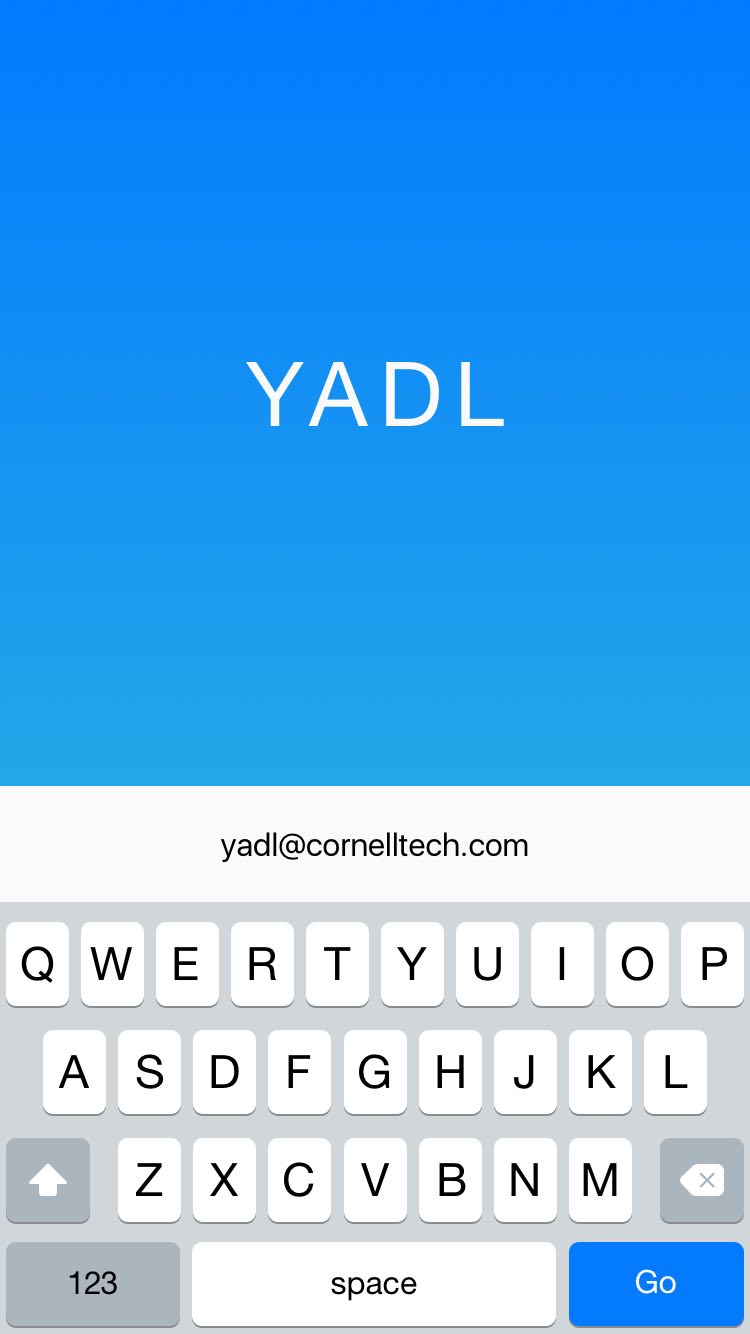 YADL
yadl@cornelltech.com
Q W E R T Y U I O P
A S D F G H J K L
Z X C V B N M
123 space Go